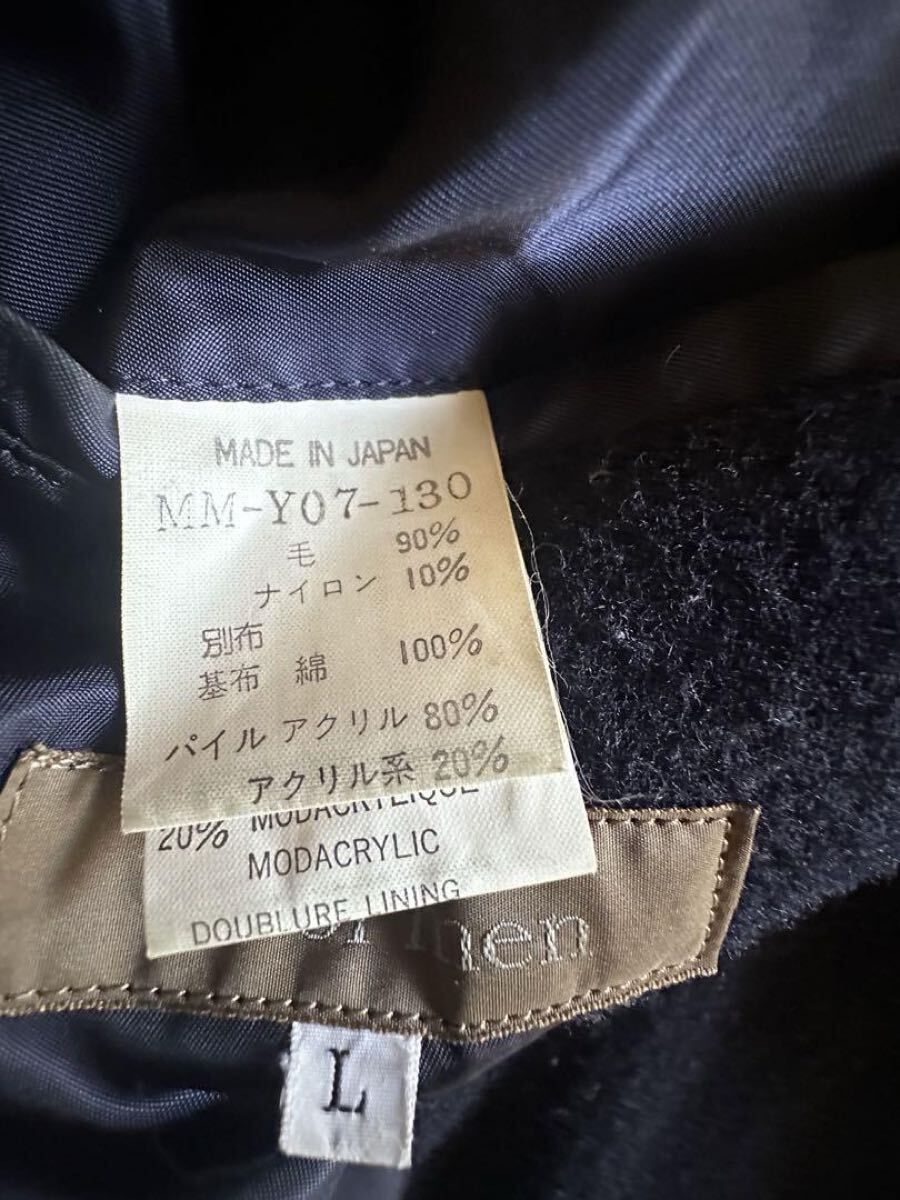 MADE IN JAPAN
MM-Y07-130
毛 90%
ナイロン 10%
別布
基布 綿 100%
パイル アクリル 80%
アクリル系 20%
20% MODACRYLIQUE
MODACRYLIC
DOUBLURE LINING
men
L